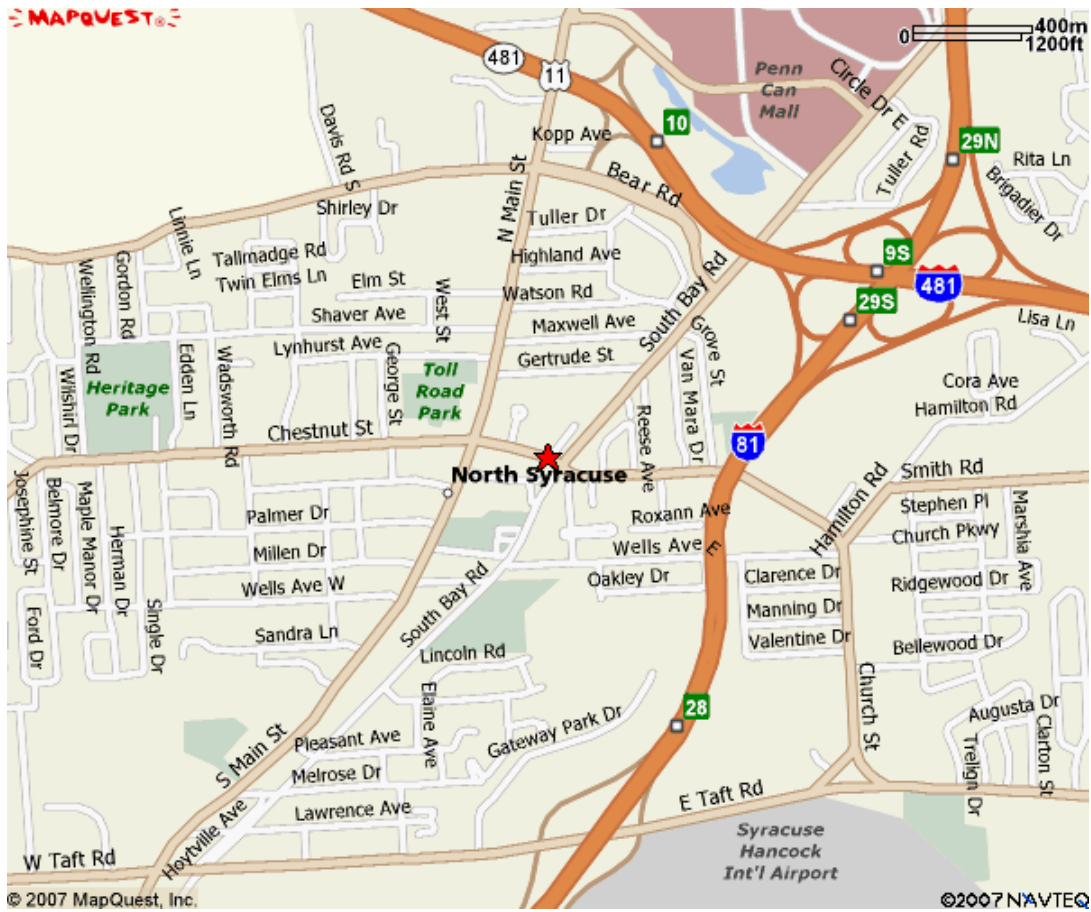 MAPQUEST
400m
0
1200ft
481
11
Penn
Can
Mall
Circle Dr E
Davis Rd S
Kopp Ave
10
29N
Tuller Rd
Rita Ln
Brigadier Dr
N Main St
Bear Rd
Linnie Ln
Shirley Dr
Tuller Dr
Tallmadge Rd
Highland Ave
9S
Wellington Rd
Gordon Rd
Twin Elms Ln
Elm St
West St
Watson Rd
South Bay Rd
481
29S
Shaver Ave
Maxwell Ave
Lisa Ln
Lynhurst Ave
Gertrude St
Grove St
Edden Ln
Wadsworth Rd
George St
Toll
Road
Park
Van Mara Dr
Heritage
Park
Wilshirl Dr
Cora Ave
Hamilton Rd
Reese Ave
Chestnut St
81
North Syracuse
Smith Rd
Josephine St
Belmore Dr
Maple Manor Dr
Herman Dr
Palmer Dr
Roxann Ave
Hamilton Rd
Stephen Pl
Marshia Ave
Millen Dr
Wells Ave E
Church Pkwy
Wells Ave W
Oakley Dr
Clarence Dr
Ridgewood Dr
Ford Dr
Single Dr
Sandra Ln
South Bay Rd
Manning Dr
Valentine Dr
Bellewood Dr
Lincoln Rd
Elaine Ave
28
Church St
Augusta Dr
Clarton St
Trelign Dr
S Main St
Pleasant Ave
Gateway Park Dr
Melrose Dr
Lawrence Ave
E Taft Rd
Hoytville Ave
W Taft Rd
Syracuse
Hancock
Int'l Airport
© 2007 MapQuest, Inc.
©2007 NAVTEQ